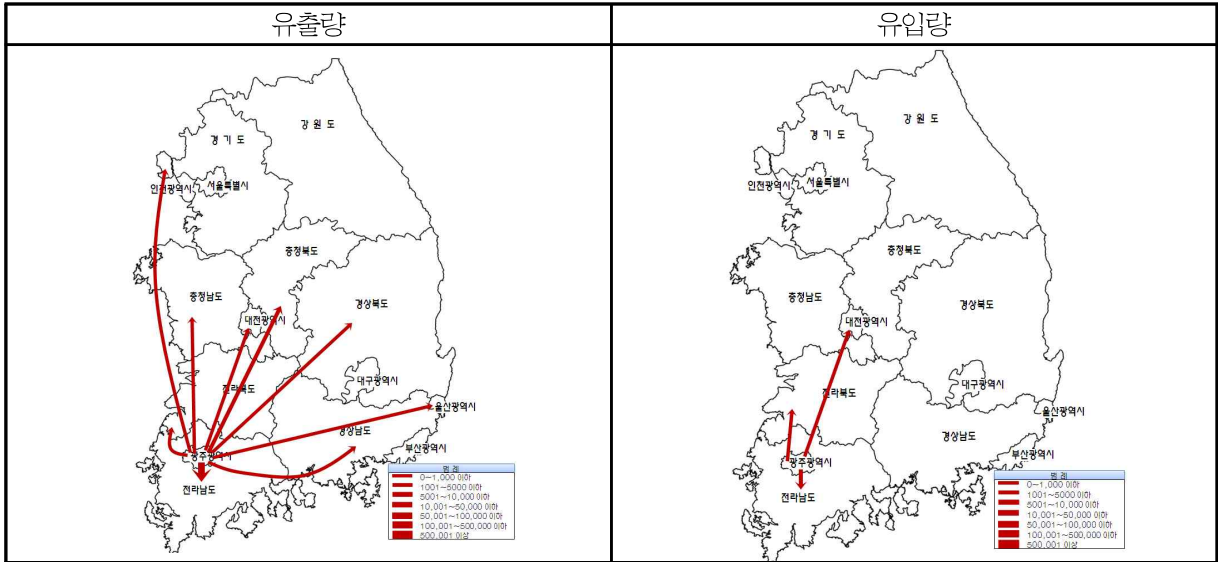 유출량
유입량
강 원 도
경 기 도
인천광역시
서울특별시
충청북도
충청남도
경상북도
대전광역시
전라북도
대구광역시
울산광역시
경상남도
부산광역시
광주광역시
전라남도
범 례
0~1,000 이하
1001~5000 이하
5001~10,000 이하
10,001~50,000 이하
50,001~100,000 이하
100,001~500,000 이하
500,001 이상
강 원 도
경 기 도
인천광역시
서울특별시
충청북도
충청남도
경상북도
대전광역시
전라북도
대구광역시
울산광역시
경상남도
부산광역시
광주광역시
전라남도
범 례
0~1,000 이하
1001~5000 이하
5001~10,000 이하
10,001~50,000 이하
50,001~100,000 이하
100,001~500,000 이하
500,001 이상